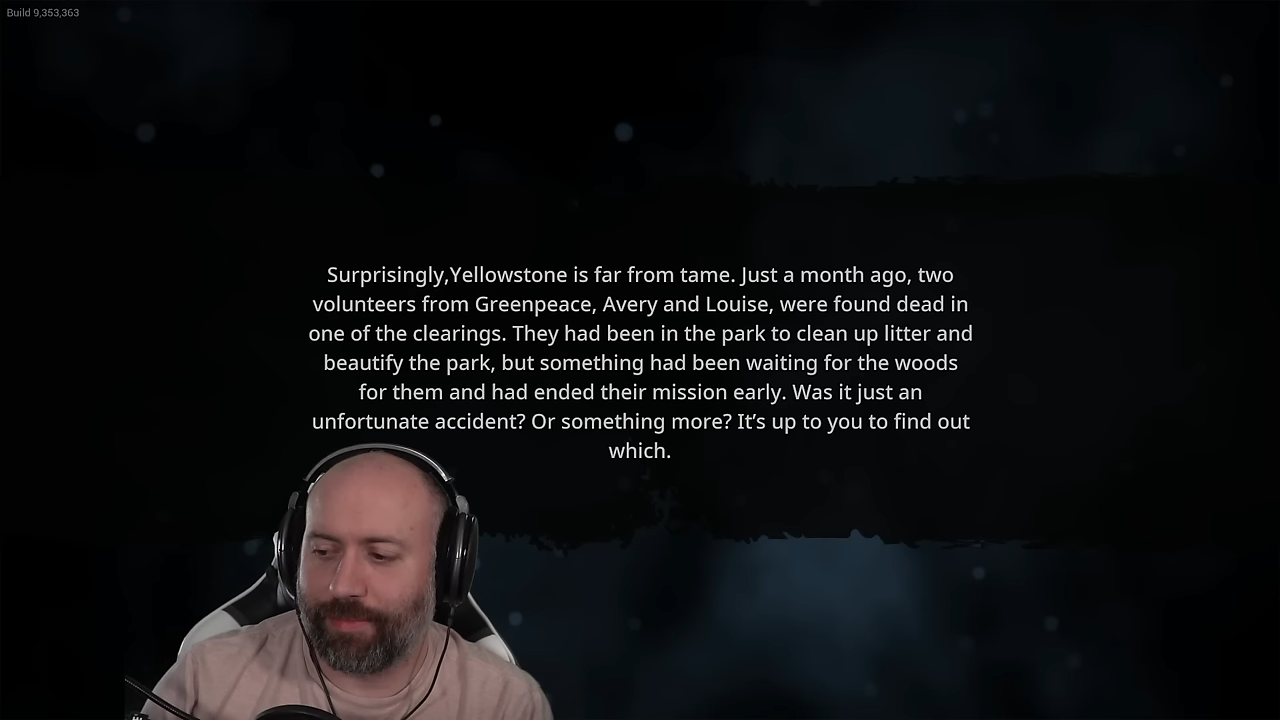 Build 9,353,363
Surprisingly,Yellowstone is far from tame. Just a month ago, two
volunteers from Greenpeace, Avery and Louise, were found dead in
one of the clearings. They had been in the park to clean up litter and
beautify the park, but something had been waiting for the woods
for them and had ended their mission early. Was it just an
unfortunate accident? Or something more? It’s up to you to find out
which.